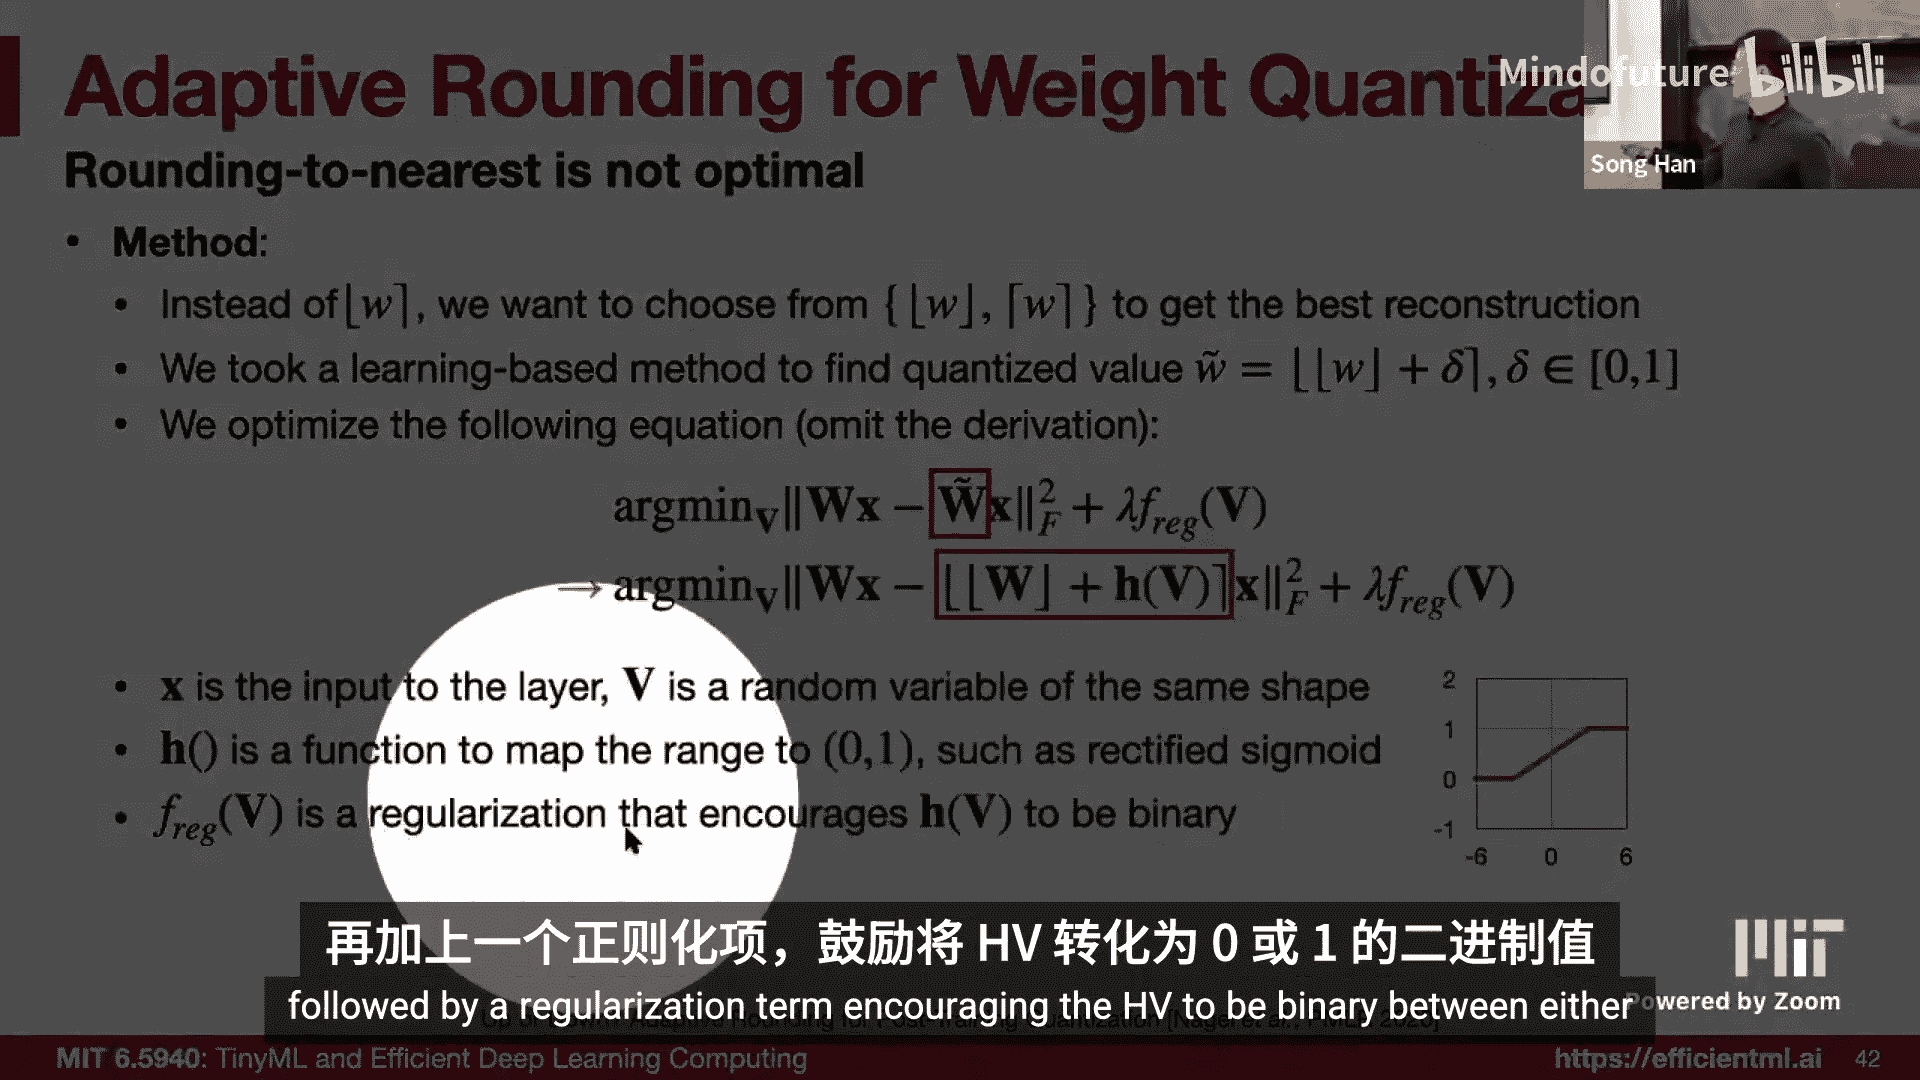 Adaptive Rounding for Weight Quantiza
Mindofuture
bilibili
Song Han
Rounding-to-nearest is not optimal
• Method:
• Instead of ⌊w⌉, we want to choose from {⌊w⌋, ⌈w⌉} to get the best reconstruction
• We took a learning-based method to find quantized value w̃ = ⌊⌊w⌋ + δ⌉, δ ∈ [0,1]
• We optimize the following equation (omit the derivation):
argmin_V‖Wx − W̃x‖²_F + λf_reg(V)
→ argmin_V‖Wx − ⌊⌊W⌋ + h(V)⌉x‖²_F + λf_reg(V)
• x is the input to the layer, V is a random variable of the same shape
• h() is a function to map the range to (0,1), such as rectified sigmoid
• f_reg(V) is a regularization that encourages h(V) to be binary
2
1
0
-1
-6 0 6
再加上一个正则化项，鼓励将 HV 转化为 0 或 1 的二进制值
followed by a regularization term encouraging the HV to be binary between either
MIT
Powered by Zoom
MIT 6.5940: TinyML and Efficient Deep Learning Computing
https://efficientml.ai
42